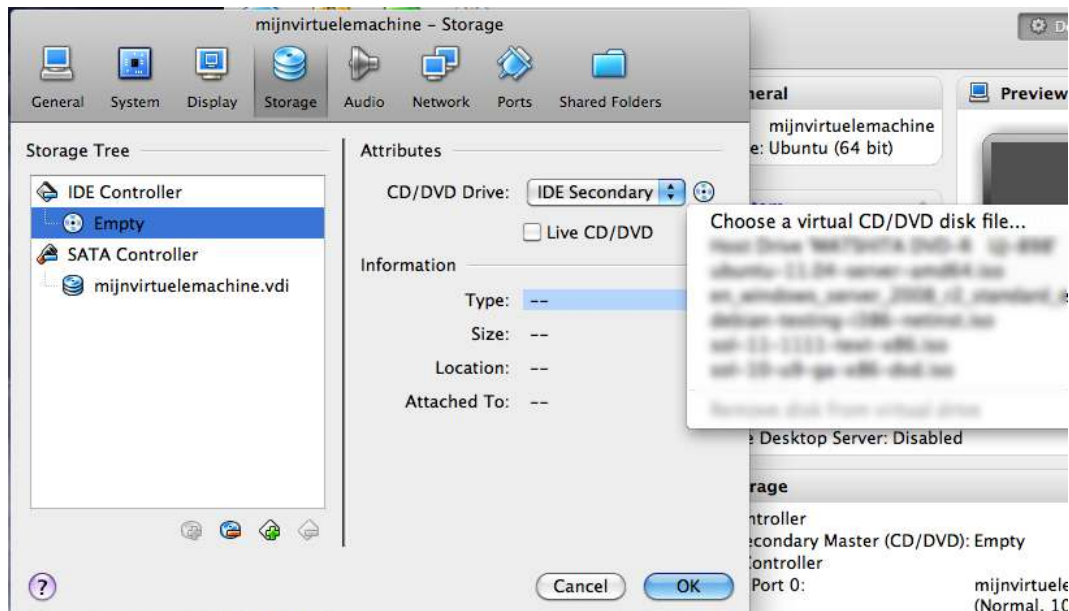 mijnvirtuelemachine – Storage
De
General System Display Storage Audio Network Ports Shared Folders
neral
Preview
mijnvirtuelemachine
e: Ubuntu (64 bit)
Storage Tree
IDE Controller
Empty
SATA Controller
mijnvirtuelemachine.vdi
Attributes
CD/DVD Drive: IDE Secondary
Live CD/DVD
Information
Type: --
Size: --
Location: --
Attached To: --
Choose a virtual CD/DVD disk file...
e Desktop Server: Disabled
rage
ntroller
econdary Master (CD/DVD): Empty
Controller
Port 0: mijnvirtuele
(Normal, 10
?
Cancel OK